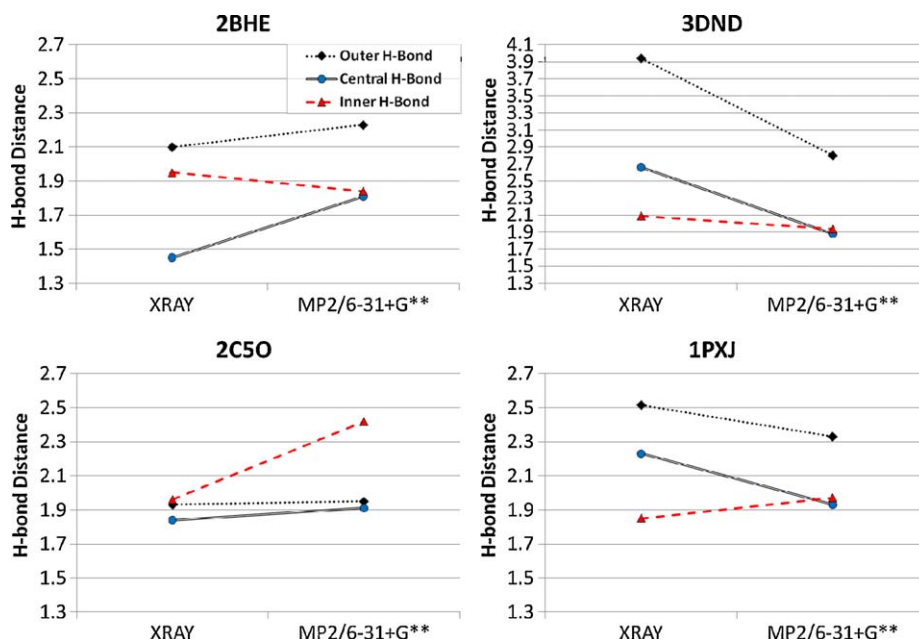 2BHE
H-bond Distance
2.7
2.5
2.3
2.1
1.9
1.7
1.5
1.3
Outer H-Bond
Central H-Bond
Inner H-Bond
XRAY MP2/6-31+G**
3DND
H-bond Distance
4.1
3.9
3.7
3.5
3.3
3.1
2.9
2.7
2.5
2.3
2.1
1.9
1.7
1.5
1.3
XRAY MP2/6-31+G**
2C5O
H-bond Distance
2.7
2.5
2.3
2.1
1.9
1.7
1.5
1.3
XRAY MP2/6-31+G**
1PXJ
H-bond Distance
2.7
2.5
2.3
2.1
1.9
1.7
1.5
1.3
XRAY MP2/6-31+G**